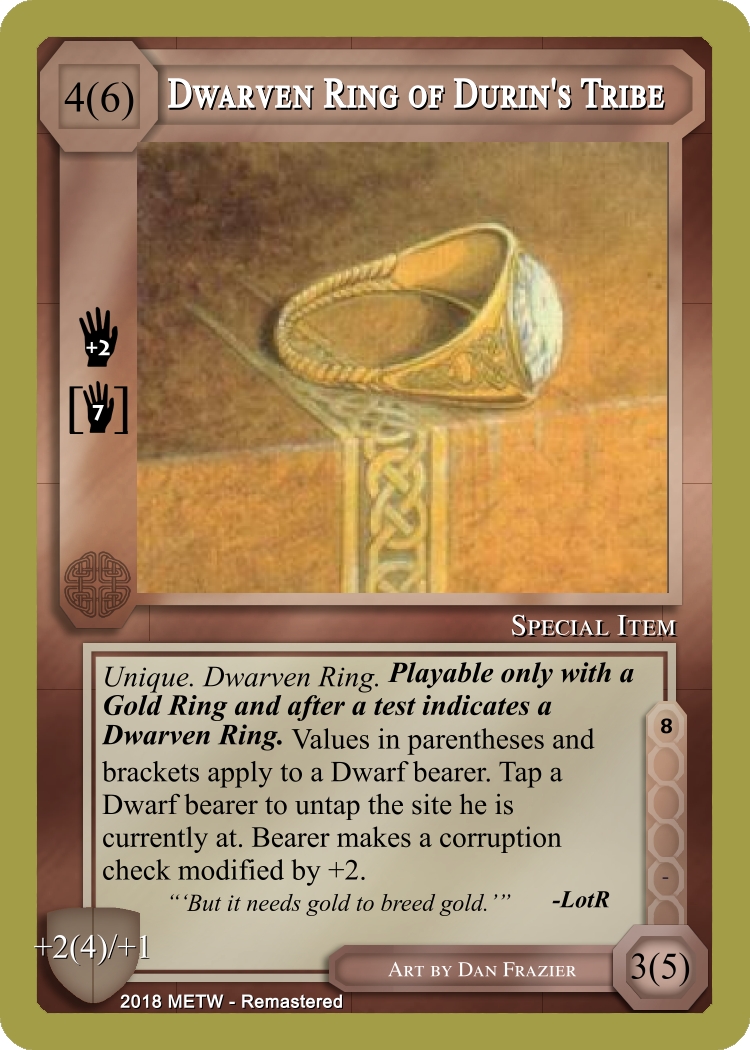 4(6)
Dwarven Ring of Durin's Tribe
+2
[7]
Special Item
Unique. Dwarven Ring. Playable only with a
Gold Ring and after a test indicates a
Dwarven Ring. Values in parentheses and
brackets apply to a Dwarf bearer. Tap a
Dwarf bearer to untap the site he is
currently at. Bearer makes a corruption
check modified by +2.
“‘But it needs gold to breed gold.’” -LotR
8
-
+2(4)/+1
Art by Dan Frazier
3(5)
2018 METW - Remastered